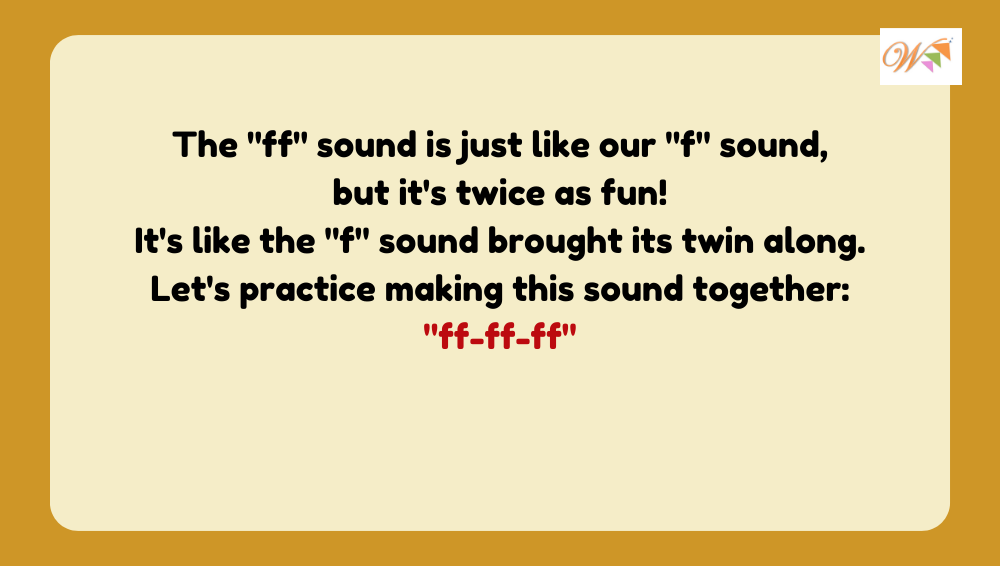 W
The "ff" sound is just like our "f" sound,
but it's twice as fun!
It's like the "f" sound brought its twin along.
Let's practice making this sound together:
"ff-ff-ff"